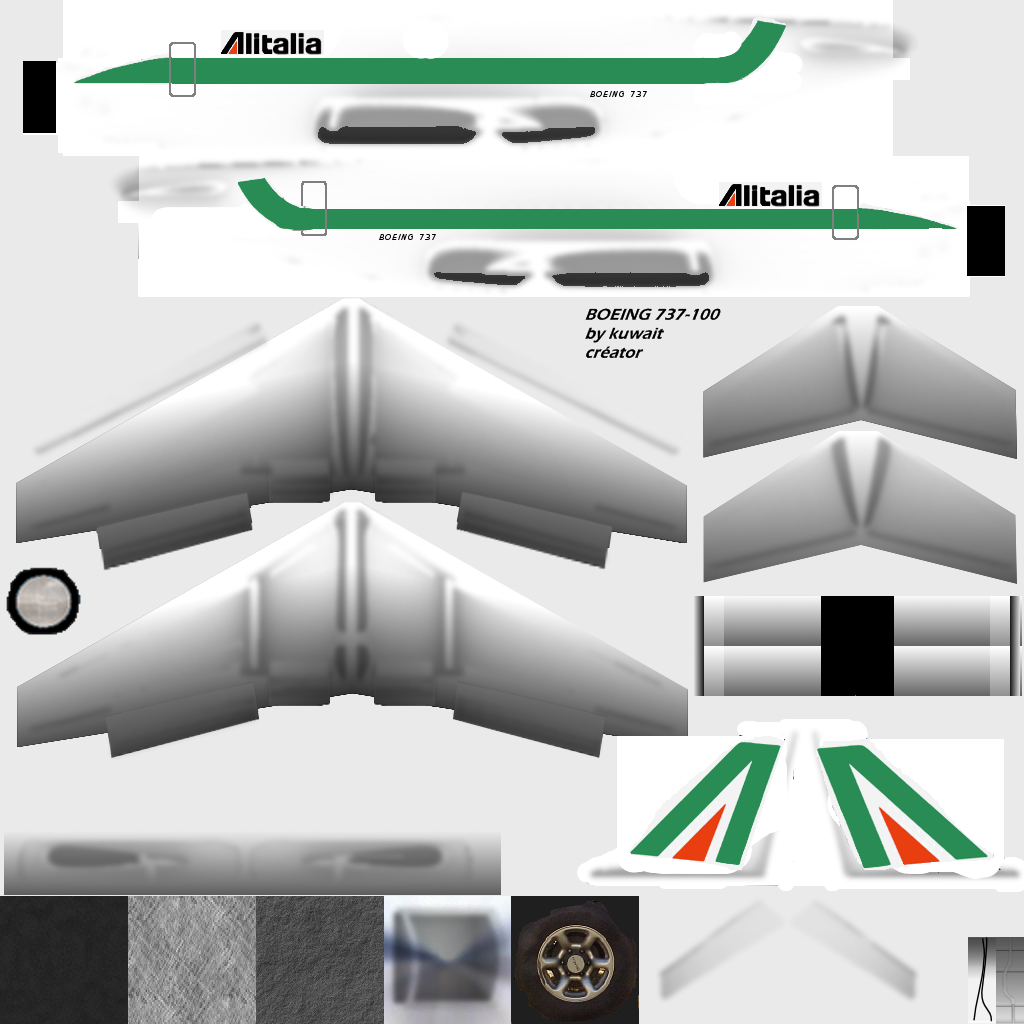 Alitalia
BOEING 737
Alitalia
BOEING 737
BOEING 737-100
by kuwait
créator